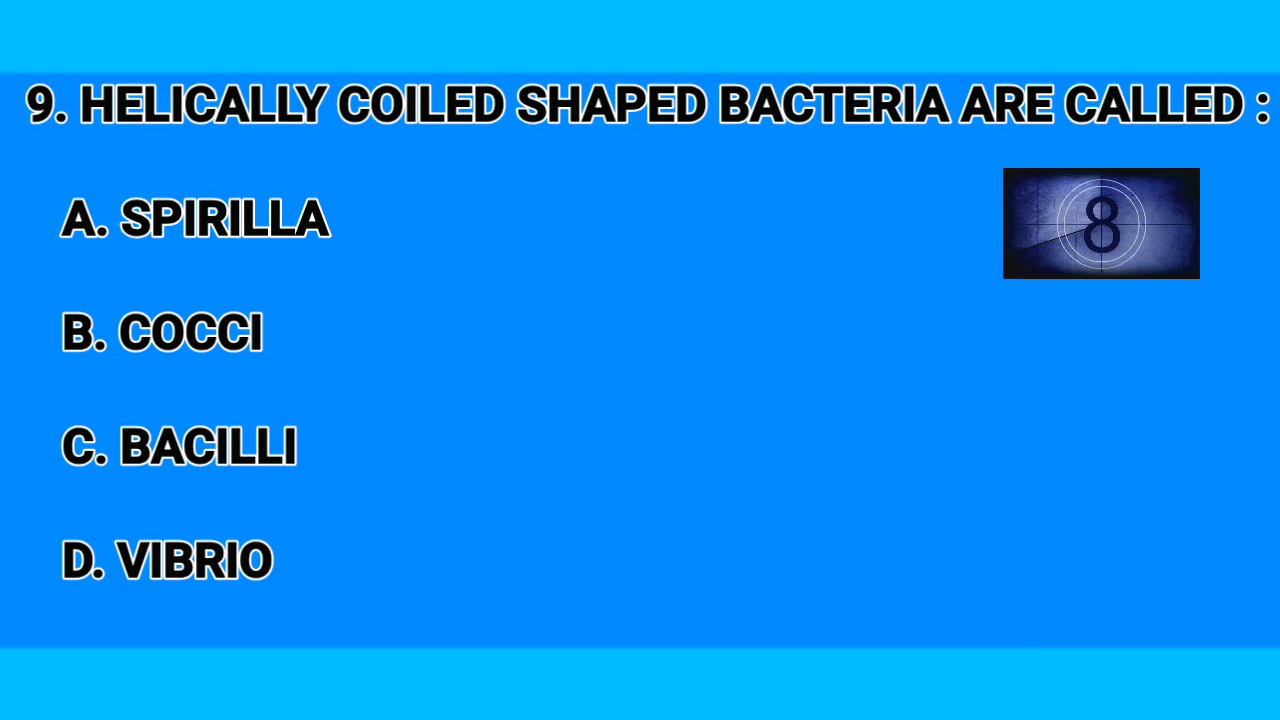 9. HELICALLY COILED SHAPED BACTERIA ARE CALLED :
A. SPIRILLA
8
B. COCCI
C. BACILLI
D. VIBRIO